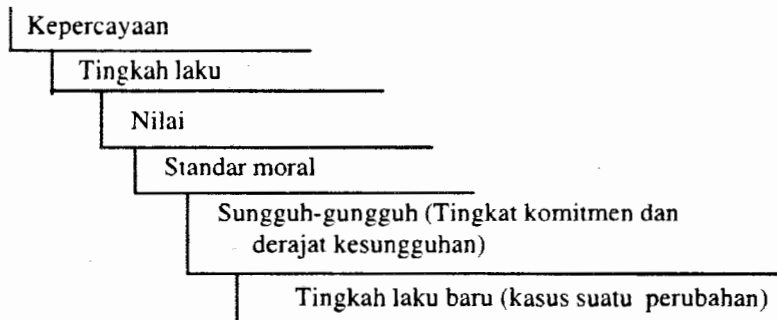 Kepercayaan
Tingkah laku
Nilai
Standar moral
Sungguh-gungguh (Tingkat komitmen dan
derajat kesungguhan)
Tingkah laku baru (kasus suatu perubahan)